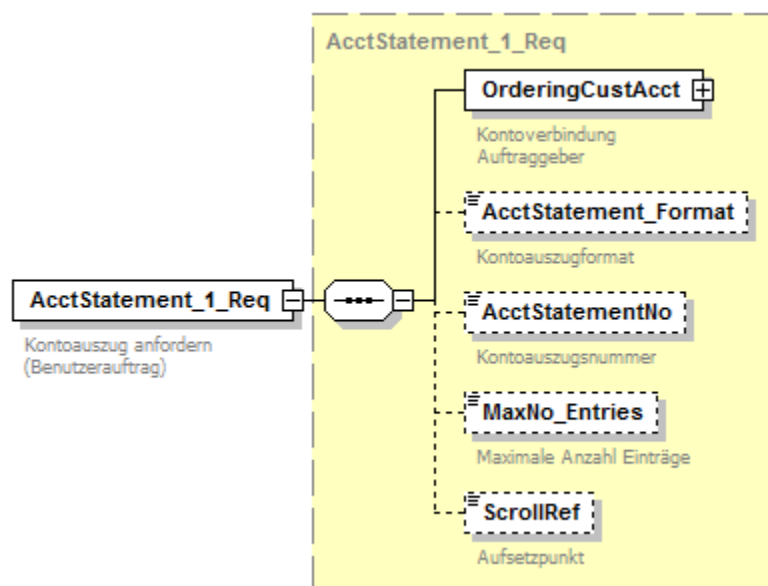 AcctStatement_1_Req
OrderingCustAcct
Kontoverbindung
Auftraggeber
AcctStatement_Format
Kontoauszugformat
AcctStatement_1_Req
Kontoauszug anfordern
(Benutzerauftrag)
AcctStatementNo
Kontoauszugsnummer
MaxNo_Entries
Maximale Anzahl Einträge
ScrollRef
Aufsetzpunkt